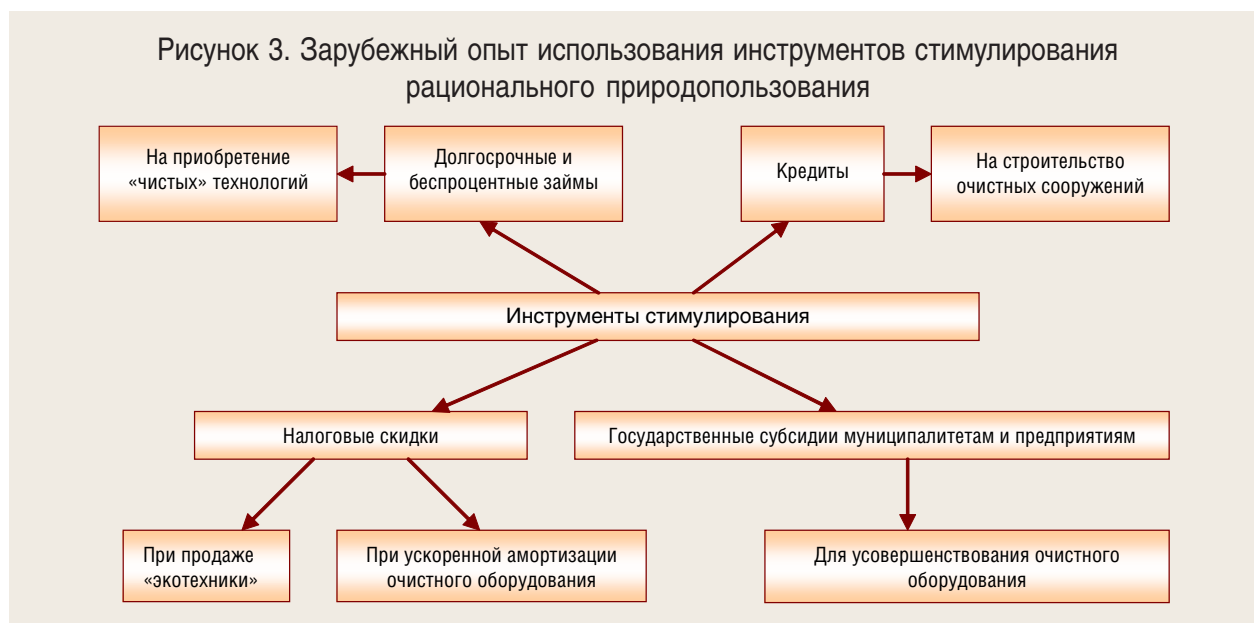 Рисунок 3. Зарубежный опыт использования инструментов стимулирования
рационального природопользования
На приобретение
«чистых» технологий
Долгосрочные и
беспроцентные займы
Кредиты
На строительство
очистных сооружений
Инструменты стимулирования
Налоговые скидки
Государственные субсидии муниципалитетам и предприятиям
При продаже
«экотехники»
При ускоренной амортизации
очистного оборудования
Для усовершенствования очистного
оборудования